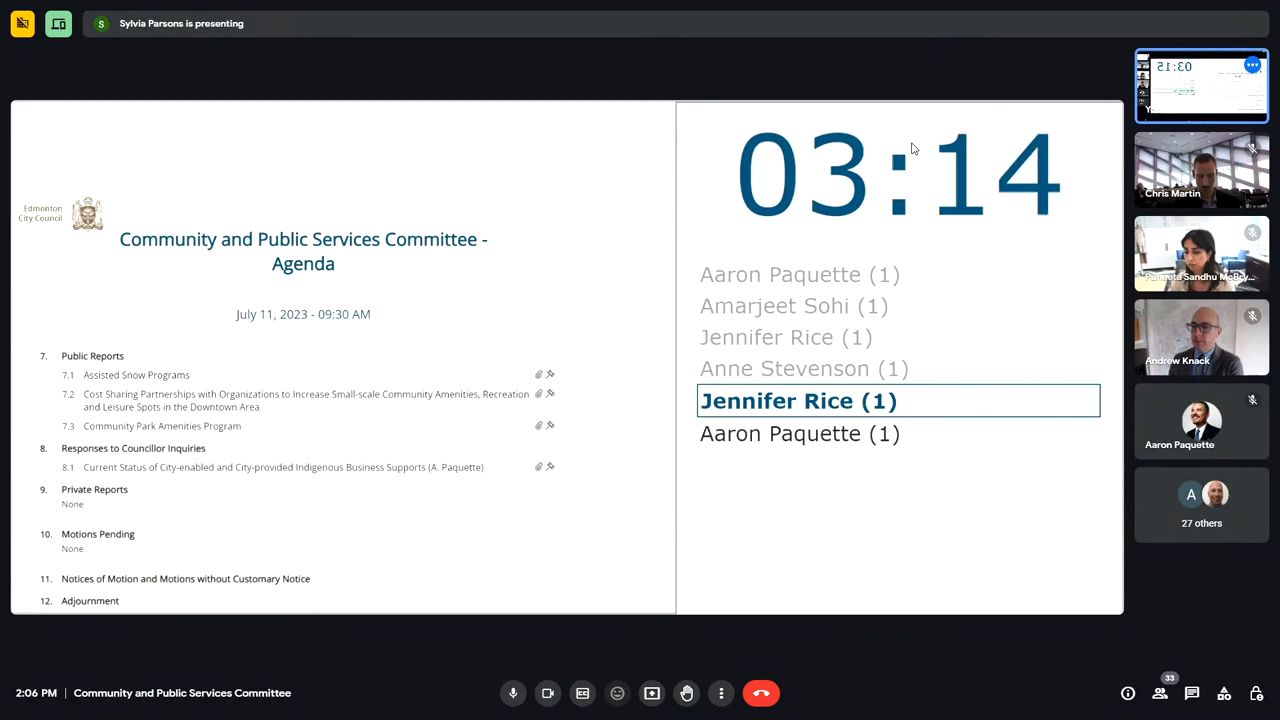 Sylvia Parsons is presenting
Edmonton
City Council
Community and Public Services Committee -
Agenda
July 11, 2023 - 09:30 AM
7. Public Reports
7.1 Assisted Snow Programs
7.2 Cost Sharing Partnerships with Organizations to Increase Small-scale Community Amenities, Recreation
and Leisure Spots in the Downtown Area
7.3 Community Park Amenities Program
8. Responses to Councillor Inquiries
8.1 Current Status of City-enabled and City-provided Indigenous Business Supports (A. Paquette)
9. Private Reports
None
10. Motions Pending
None
11. Notices of Motion and Motions without Customary Notice
12. Adjournment
03:14
Aaron Paquette (1)
Amarjeet Sohi (1)
Jennifer Rice (1)
Anne Stevenson (1)
Jennifer Rice (1)
Aaron Paquette (1)
03:15
Chris Martin
Sandhu
Andrew Knack
Aaron Paquette
A
27 others
2:06 PM | Community and Public Services Committee
33